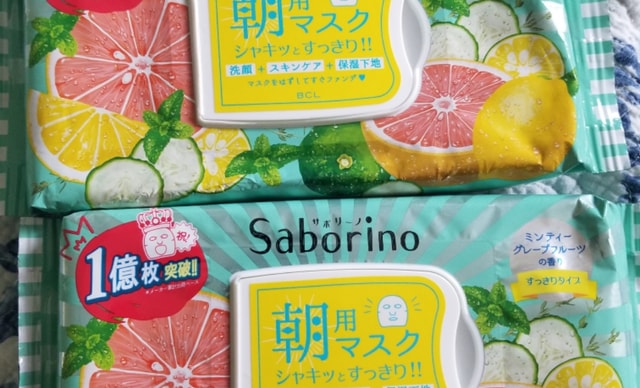 朝用
マスク
シャキッとすっきり!!
洗顔+スキンケア+保湿下地
マスクをはずしてすぐファンデ♥
BCL
サボリーノ
Saborino
祝!
1億枚突破!!
ミンティー
グレープフルーツ
の香り
すっきりタイプ
朝用
マスク
シャキッとすっきり!!